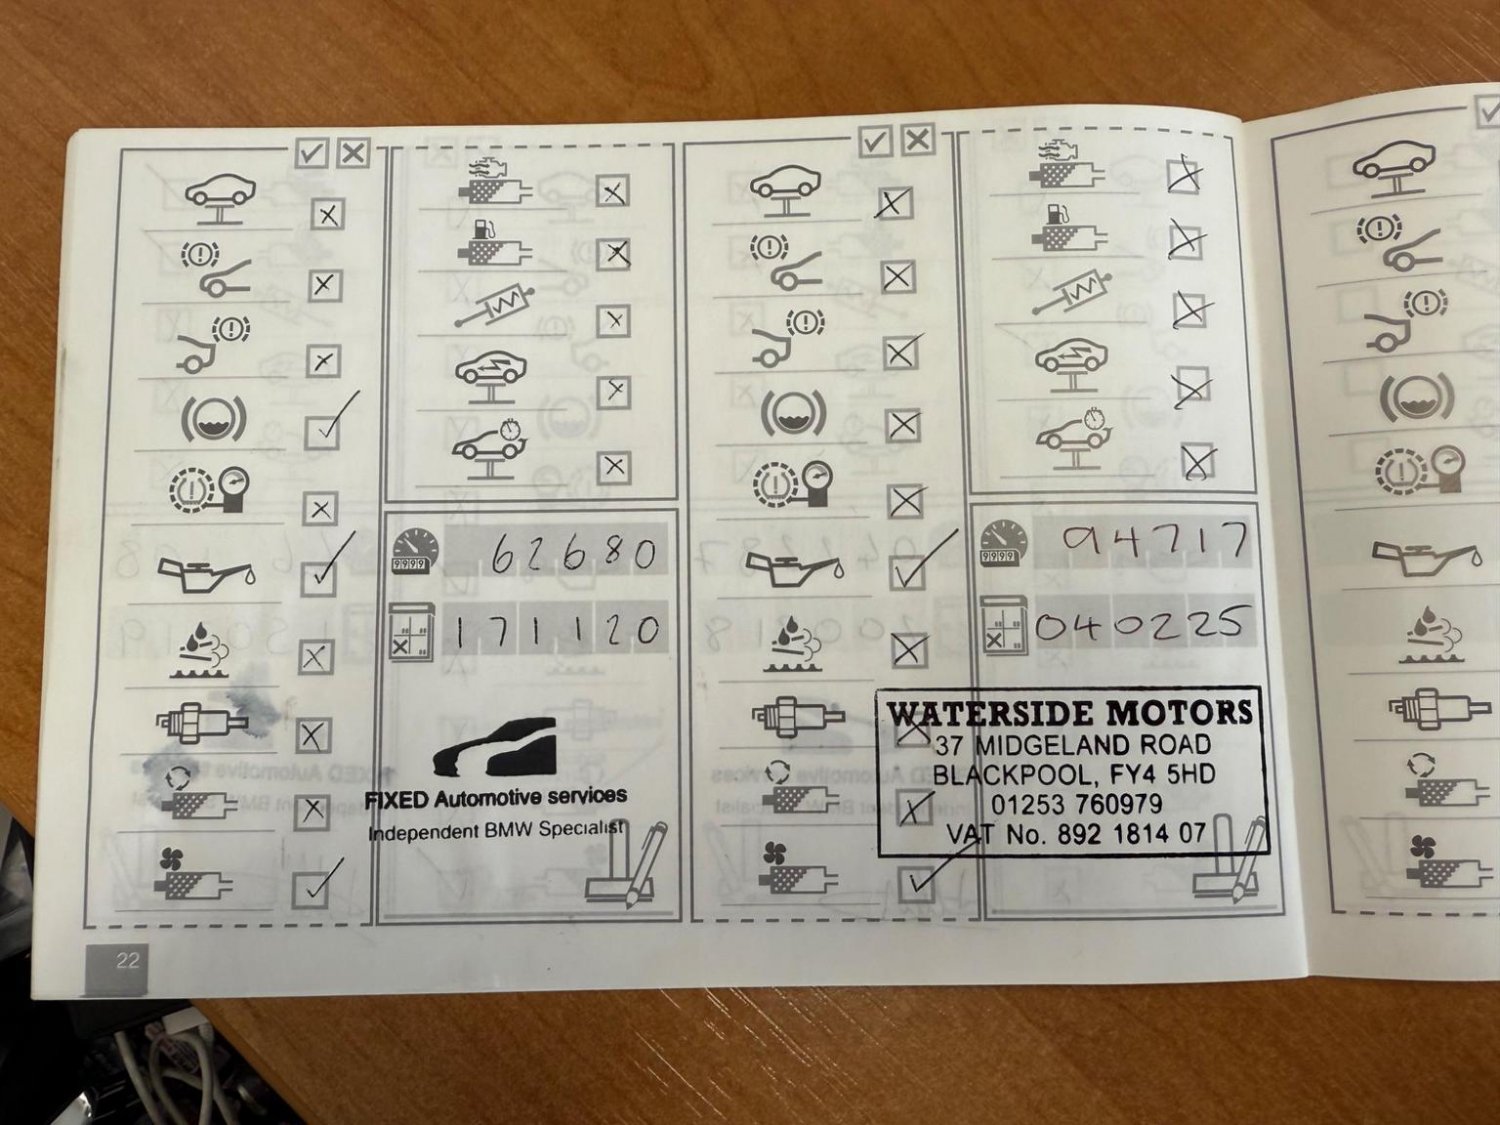 62680
171120
FIXED Automotive services
Independent BMW Specialist
94717
040225
WATERSIDE MOTORS
37 MIDGELAND ROAD
BLACKPOOL, FY4 5HD
01253 760979
VAT No. 892 1814 07
22